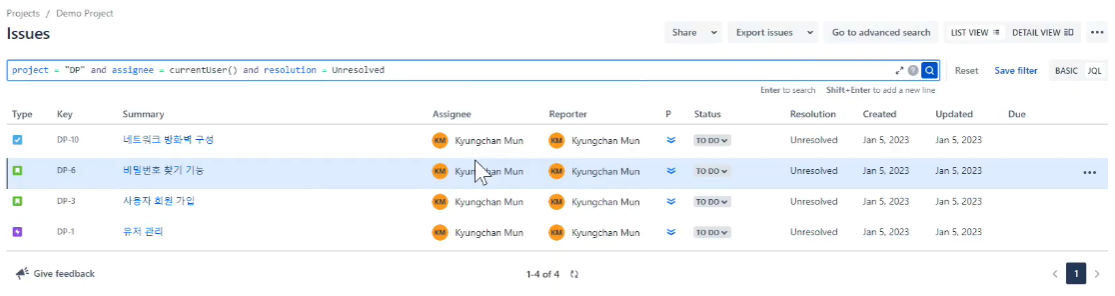 Projects / Demo Project
Issues
Share Export issues Go to advanced search LIST VIEW DETAIL VIEW
project = "DP" and assignee = currentUser() and resolution = Unresolved
Reset Save filter BASIC JQL
Enter to search Shift+Enter to add a new line
Type Key Summary Assignee Reporter P Status Resolution Created Updated Due
DP-10 네트워크 방화벽 구성 KM Kyungchan Mun KM Kyungchan Mun TO DO Unresolved Jan 5, 2023 Jan 5, 2023
DP-6 비밀번호 찾기 기능 KM Kyungchan Mun KM Kyungchan Mun TO DO Unresolved Jan 5, 2023 Jan 5, 2023
DP-3 사용자 회원 가입 KM Kyungchan Mun KM Kyungchan Mun TO DO Unresolved Jan 5, 2023 Jan 5, 2023
DP-1 유저 관리 KM Kyungchan Mun KM Kyungchan Mun TO DO Unresolved Jan 5, 2023 Jan 5, 2023
Give feedback 1-4 of 4 1